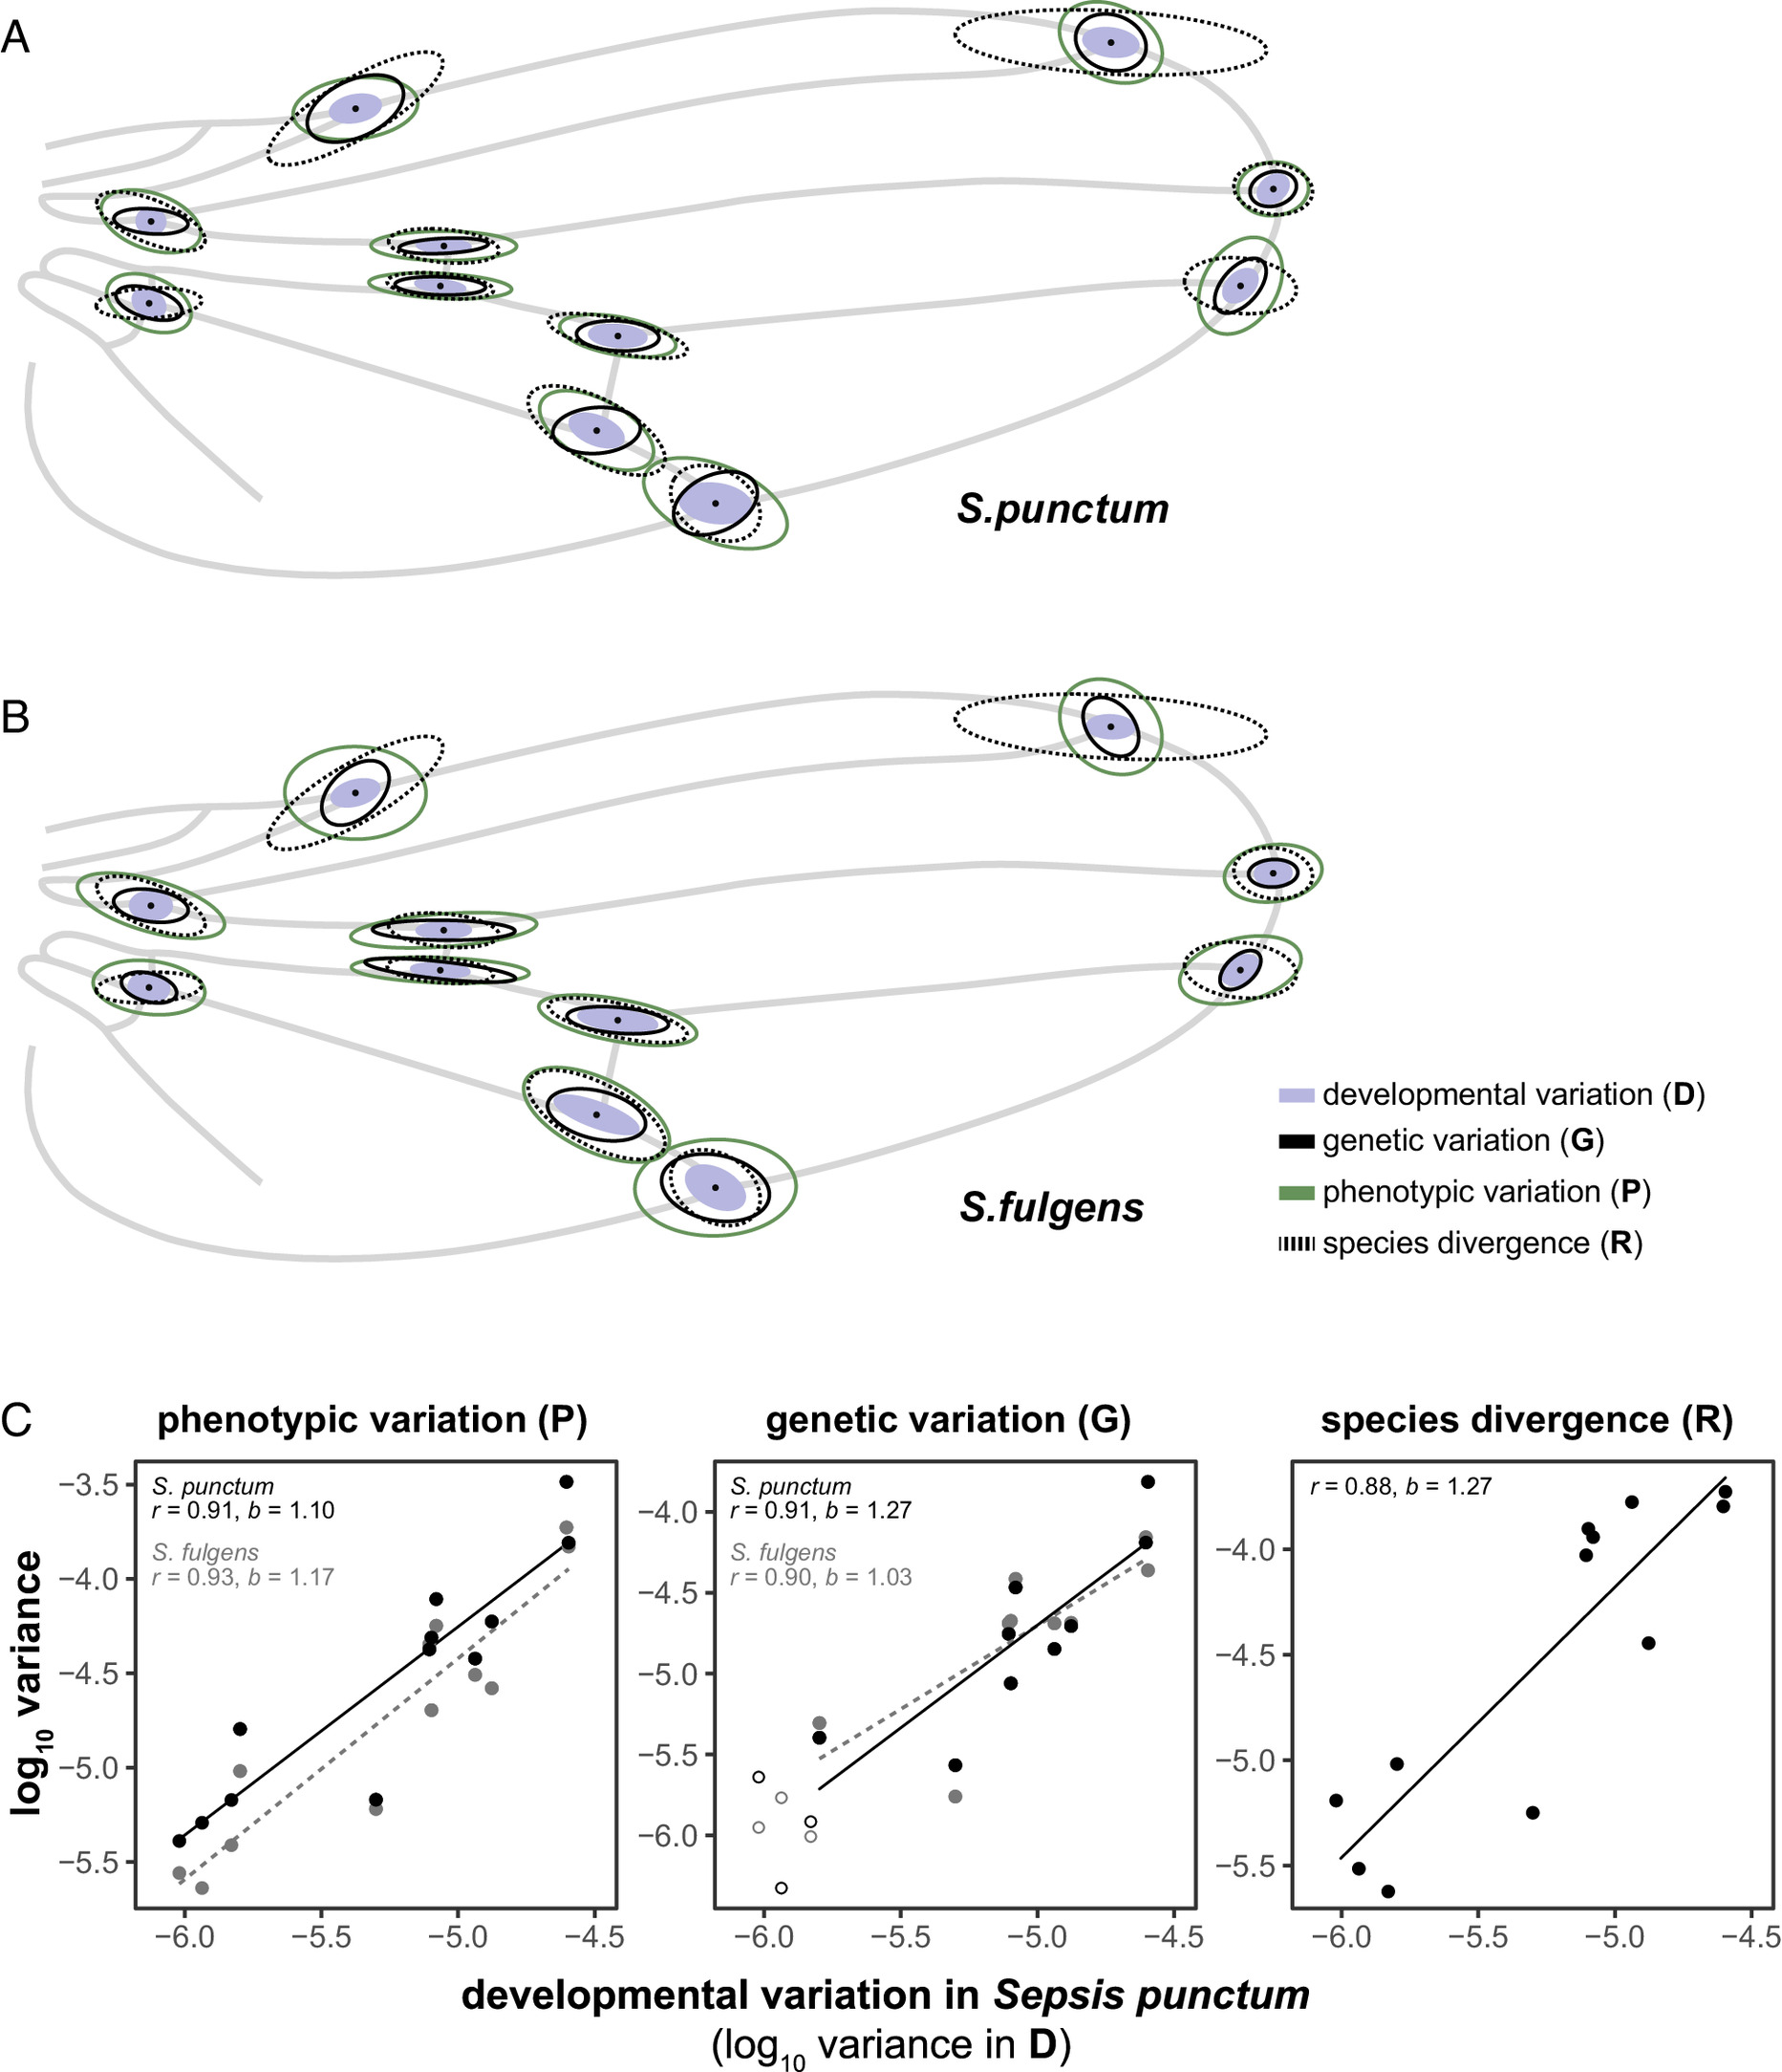 A
S.punctum
B
developmental variation (D)
genetic variation (G)
phenotypic variation (P)
species divergence (R)
S.fulgens
C
phenotypic variation (P)
genetic variation (G)
species divergence (R)
log10 variance
−3.5
−4.0
−4.5
−5.0
−5.5
S. punctum
r = 0.91, b = 1.10
S. fulgens
r = 0.93, b = 1.17
−6.0 −5.5 −5.0 −4.5
−4.0
−4.5
−5.0
−5.5
−6.0
S. punctum
r = 0.91, b = 1.27
S. fulgens
r = 0.90, b = 1.03
−6.0 −5.5 −5.0 −4.5
−4.0
−4.5
−5.0
−5.5
r = 0.88, b = 1.27
−6.0 −5.5 −5.0 −4.5
developmental variation in Sepsis punctum
(log10 variance in D)